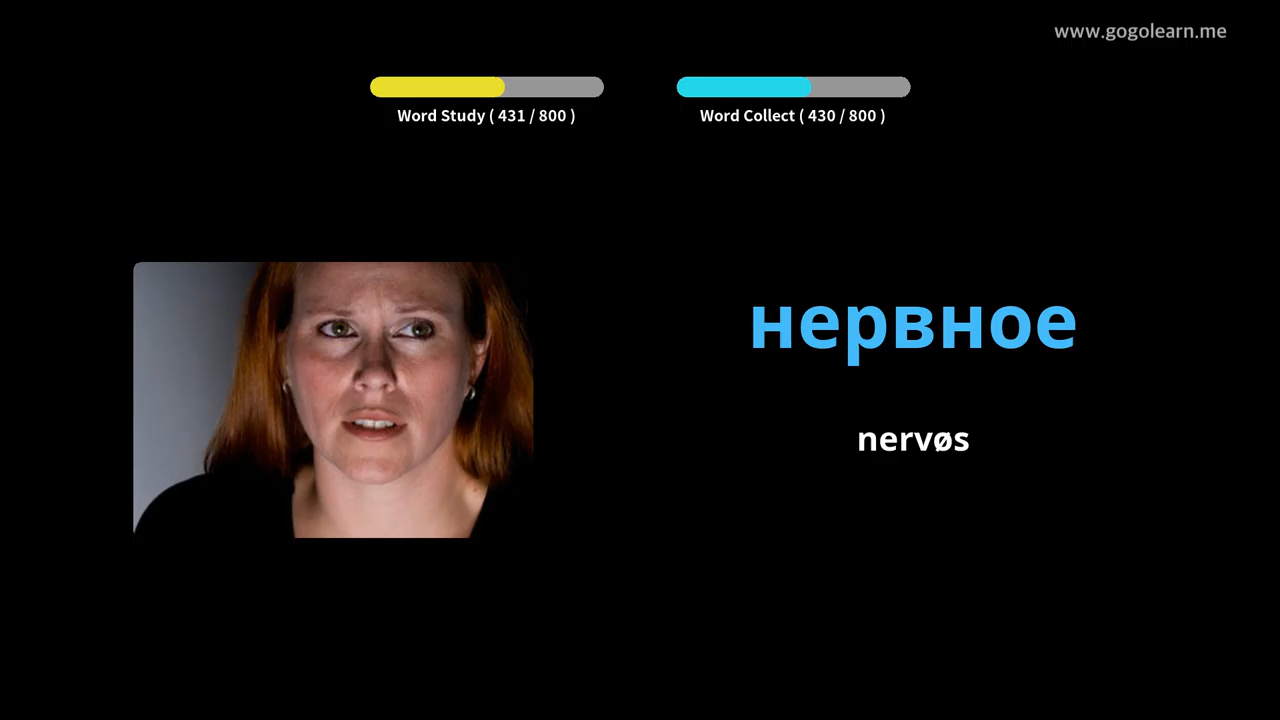 www.gogolearn.me
Word Study ( 431 / 800 )
Word Collect ( 430 / 800 )
нервное
nervøs